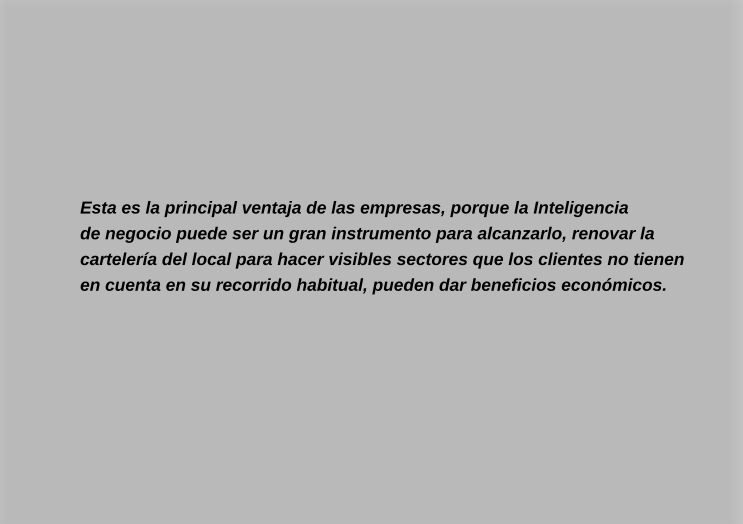 Esta es la principal ventaja de las empresas, porque la Inteligencia
de negocio puede ser un gran instrumento para alcanzarlo, renovar la
cartelería del local para hacer visibles sectores que los clientes no tienen
en cuenta en su recorrido habitual, pueden dar beneficios económicos.